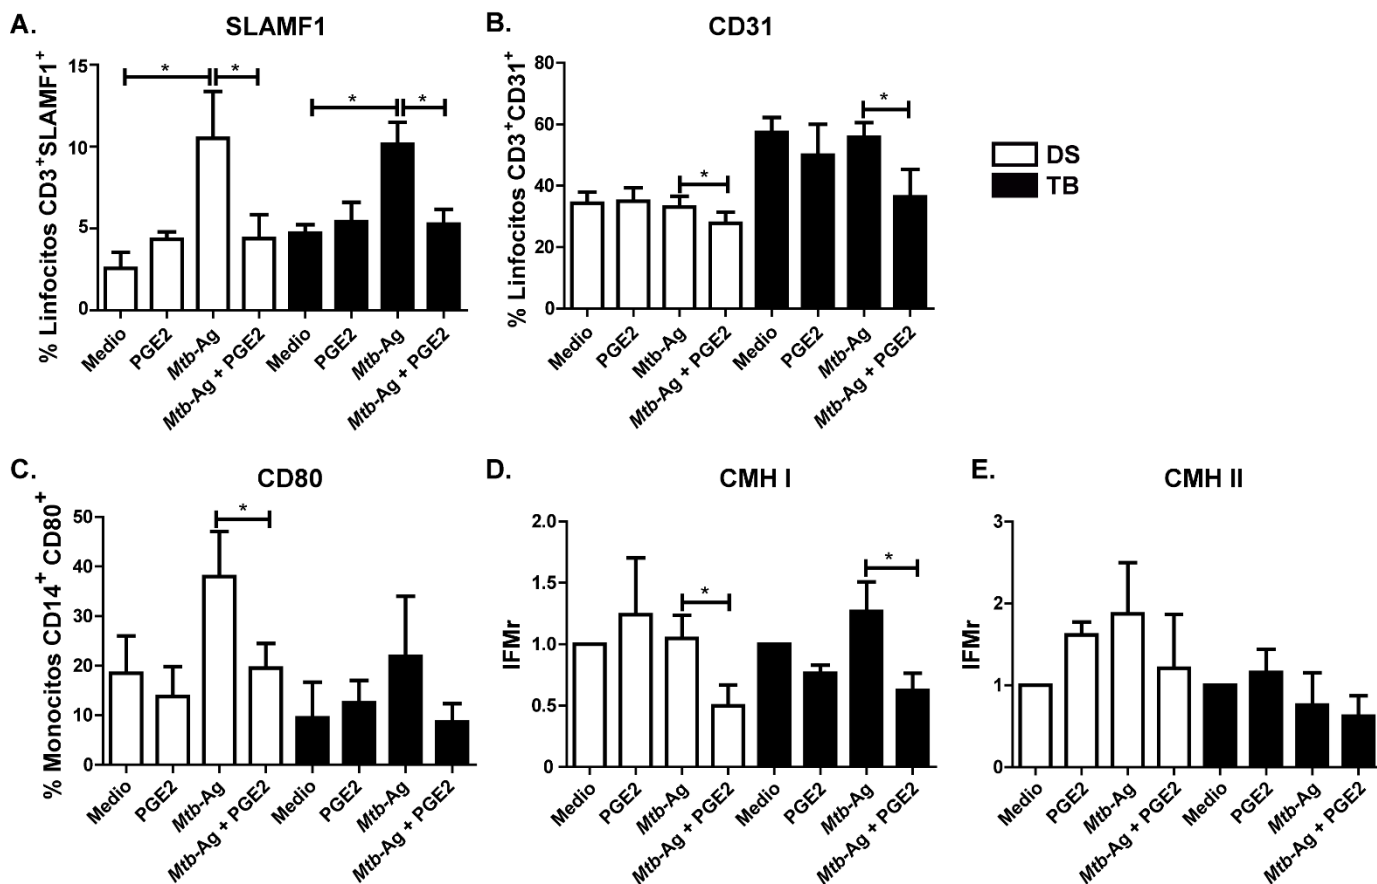 A.
SLAMF1
% Linfocitos CD3⁺SLAMF1⁺
15
10
5
0
*
*
*
*
Medio
PGE2
Mtb-Ag
Mtb-Ag + PGE2
Medio
PGE2
Mtb-Ag
Mtb-Ag + PGE2
B.
CD31
% Linfocitos CD3⁺CD31⁺
80
60
40
20
0
*
*
Medio
PGE2
Mtb-Ag
Mtb-Ag + PGE2
Medio
PGE2
Mtb-Ag
Mtb-Ag + PGE2
DS
TB
C.
CD80
% Monocitos CD14⁺ CD80⁺
50
40
30
20
10
0
*
Medio
PGE2
Mtb-Ag
Mtb-Ag + PGE2
Medio
PGE2
Mtb-Ag
Mtb-Ag + PGE2
D.
CMH I
IFMr
2.0
1.5
1.0
0.5
0
*
*
Medio
PGE2
Mtb-Ag
Mtb-Ag + PGE2
Medio
PGE2
Mtb-Ag
Mtb-Ag + PGE2
E.
CMH II
IFMr
3
2
1
0
Medio
PGE2
Mtb-Ag
Mtb-Ag + PGE2
Medio
PGE2
Mtb-Ag
Mtb-Ag + PGE2